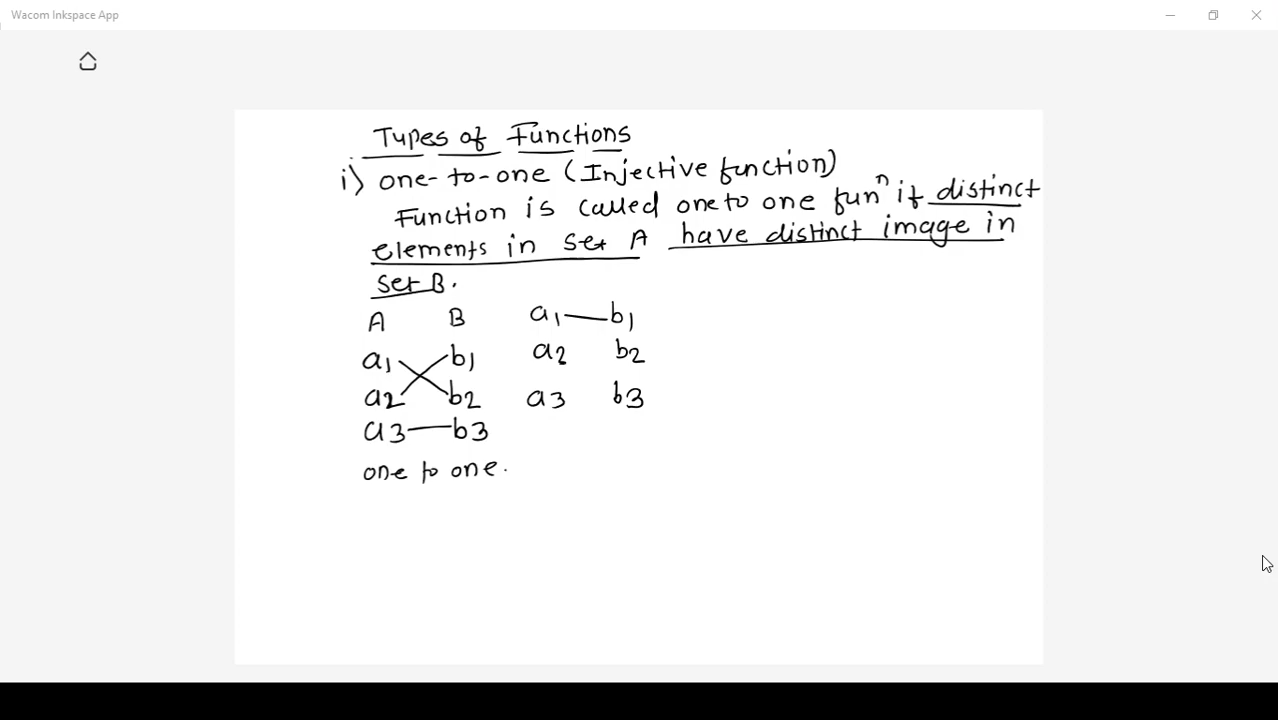 Wacom Inkspace App
Types of Functions
i) one-to-one (Injective function)
Function is called one to one funⁿ if distinct
elements in set A have distinct image in
set B.
A B
a1 b1
a2 b2
a3 b3
one to one.
a1 b1
a2 b2
a3 b3